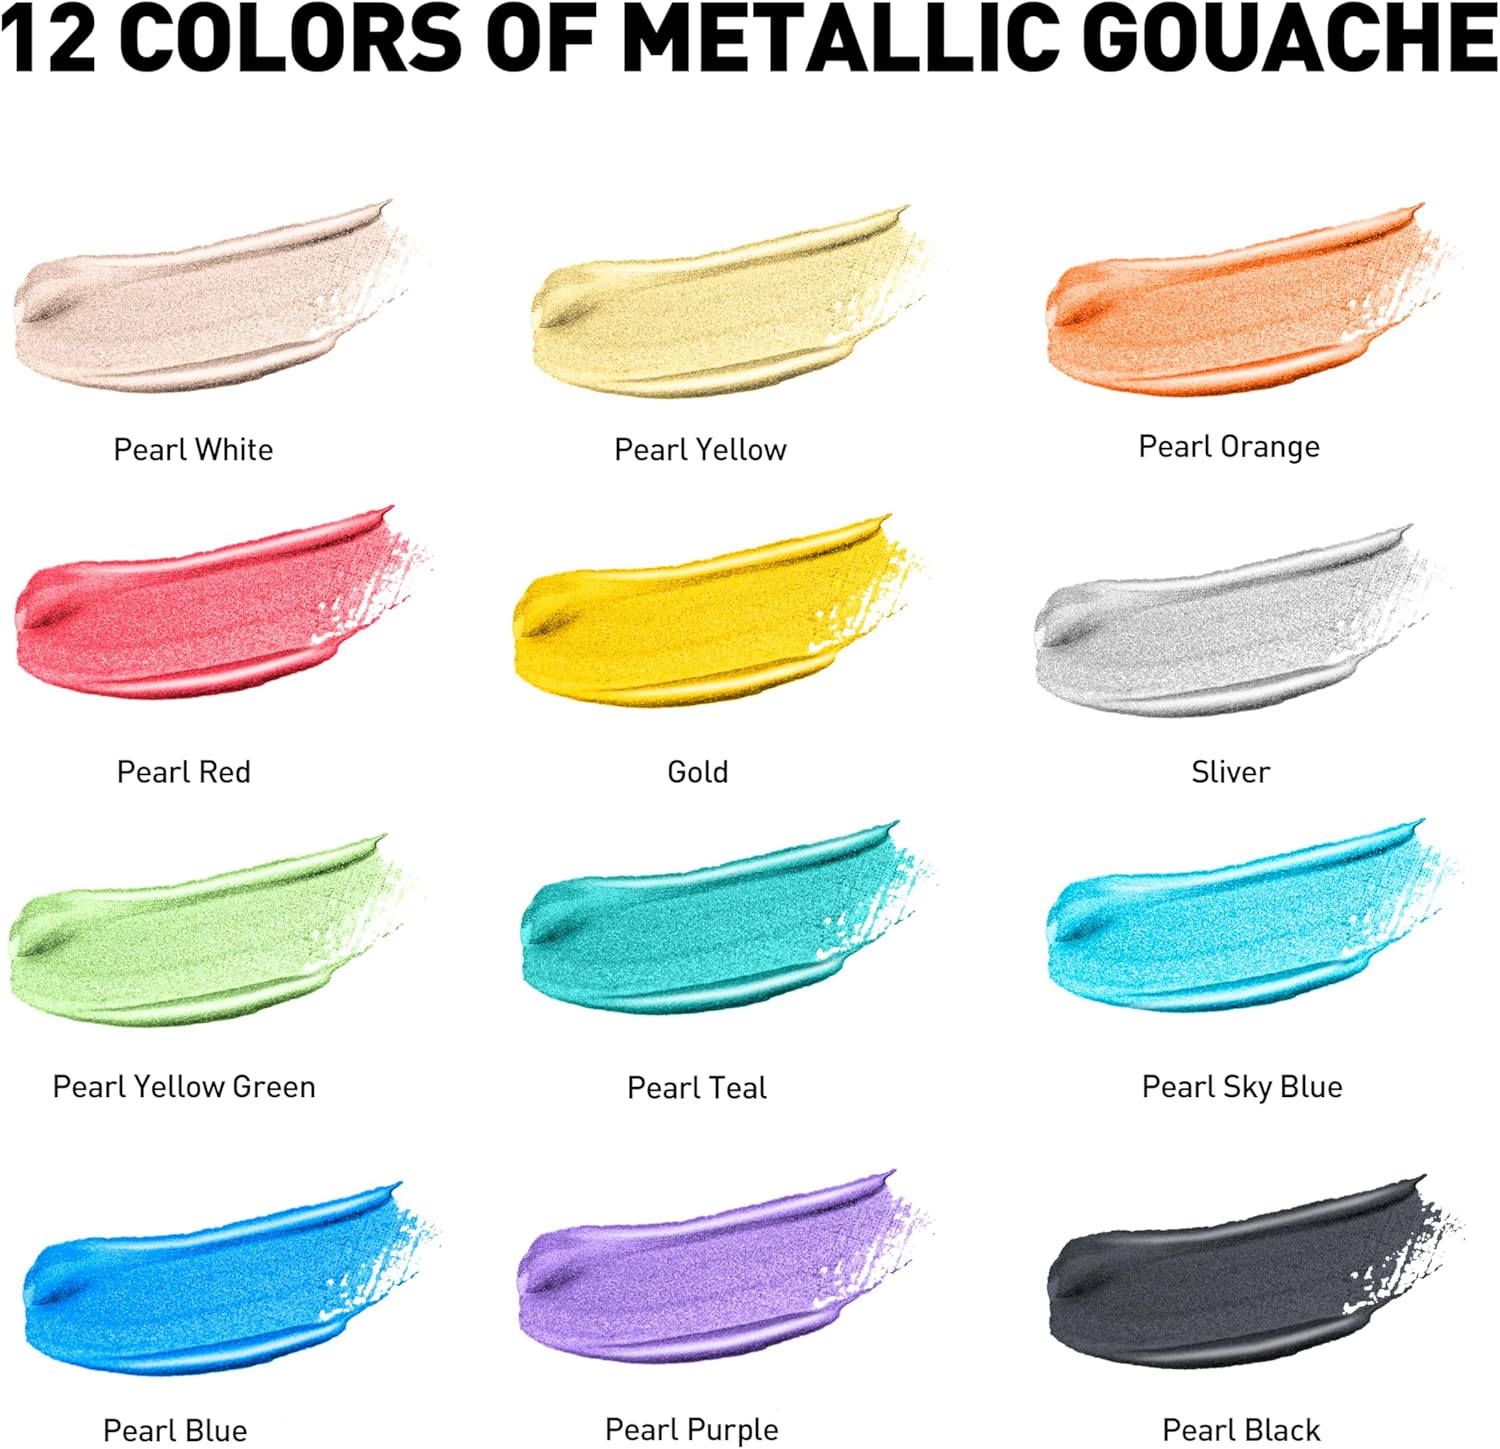 12 COLORS OF METALLIC GOUACHE
Pearl White
Pearl Yellow
Pearl Orange
Pearl Red
Gold
Sliver
Pearl Yellow Green
Pearl Teal
Pearl Sky Blue
Pearl Blue
Pearl Purple
Pearl Black